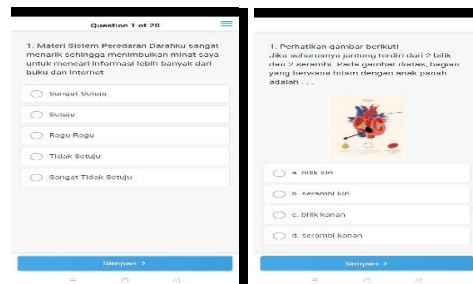 Question 1 of 20
1. Materi Sistem Peredaran Darahku sangat
menarik sehingga menimbulkan minat saya
untuk mencari informasi lebih banyak dari
buku dan internet
Sangat Setuju
Setuju
Ragu-Ragu
Tidak Setuju
Sangat Tidak Setuju
Simpan >
1. Perhatikan gambar berikut!
Jika seharusnya jantung terdiri dari 2 bilik
dan 2 serambi. Pada gambar diatas, bagian
yang berwana hitam dengan anak panah
adalah . . .
a. bilik kiri
b. serambi kiri
c. bilik kanan
d. serambi kanan
Simpan >